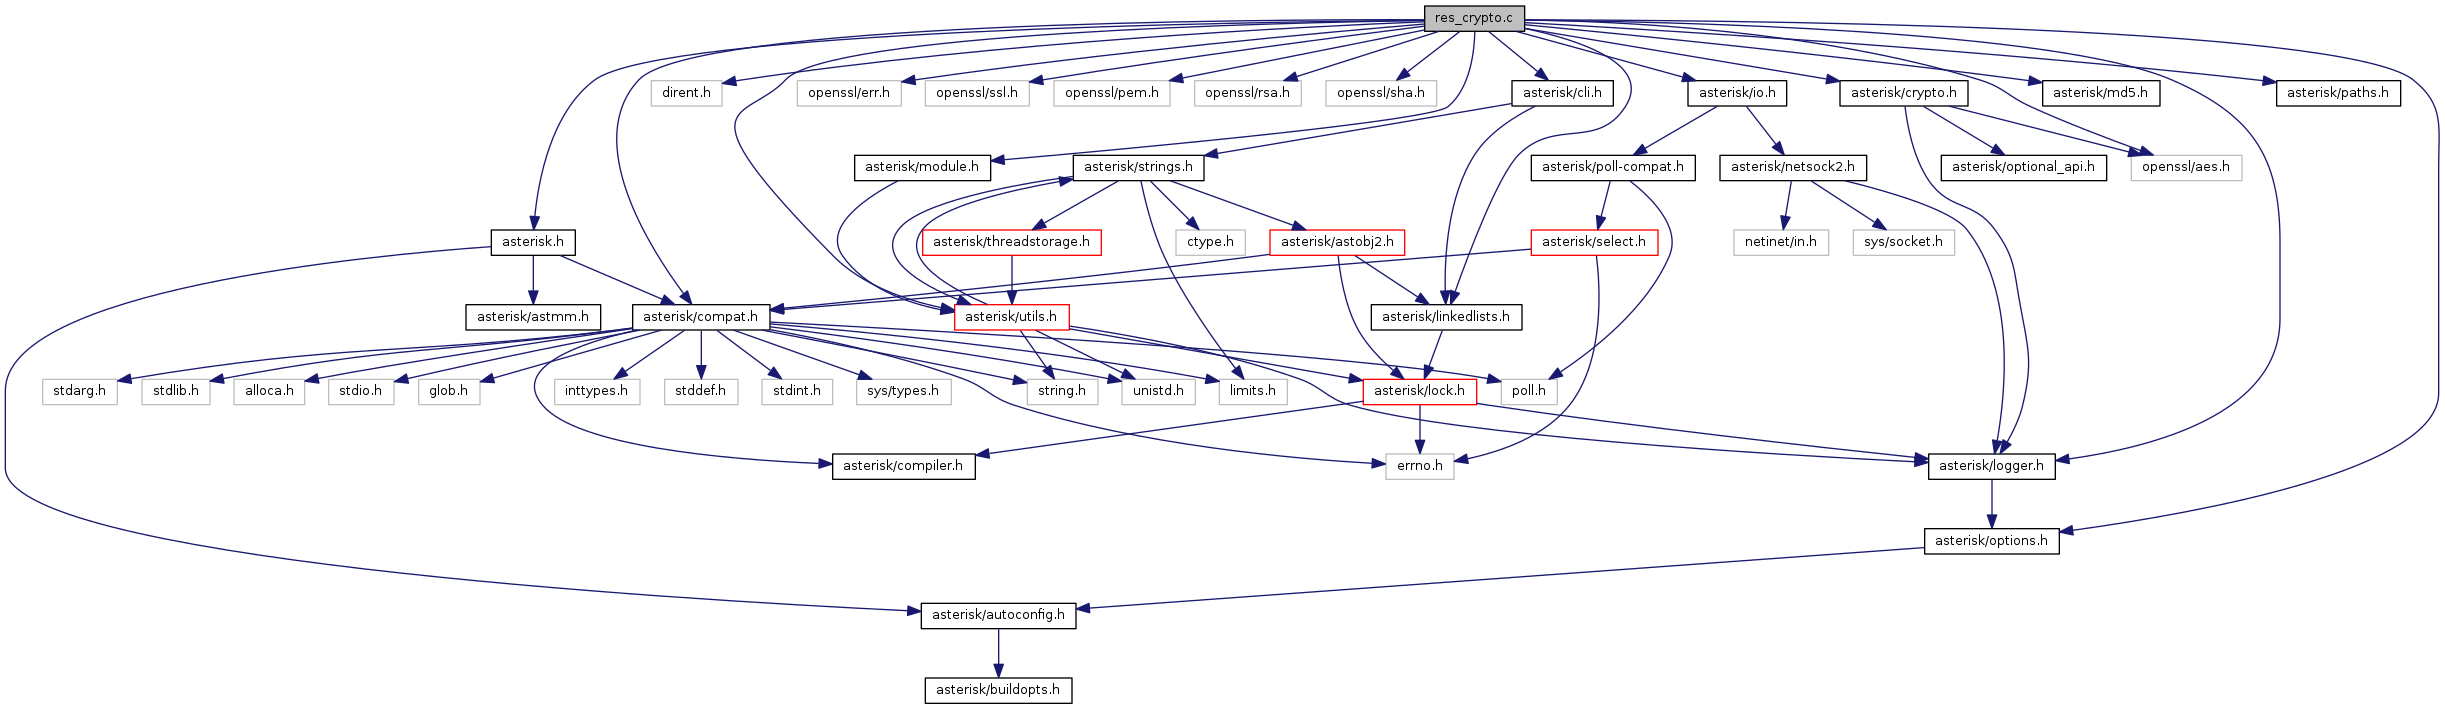 res_crypto.c
dirent.h
openssl/err.h
openssl/ssl.h
openssl/pem.h
openssl/rsa.h
openssl/sha.h
asterisk/cli.h
asterisk/io.h
asterisk/crypto.h
asterisk/md5.h
asterisk/paths.h
asterisk/module.h
asterisk/strings.h
asterisk/poll-compat.h
asterisk/netsock2.h
asterisk/optional_api.h
openssl/aes.h
asterisk.h
asterisk/threadstorage.h
ctype.h
asterisk/astobj2.h
asterisk/select.h
netinet/in.h
sys/socket.h
asterisk/astmm.h
asterisk/compat.h
asterisk/utils.h
asterisk/linkedlists.h
stdarg.h
stdlib.h
alloca.h
stdio.h
glob.h
inttypes.h
stddef.h
stdint.h
sys/types.h
string.h
unistd.h
limits.h
asterisk/lock.h
poll.h
asterisk/compiler.h
errno.h
asterisk/logger.h
asterisk/options.h
asterisk/autoconfig.h
asterisk/buildopts.h